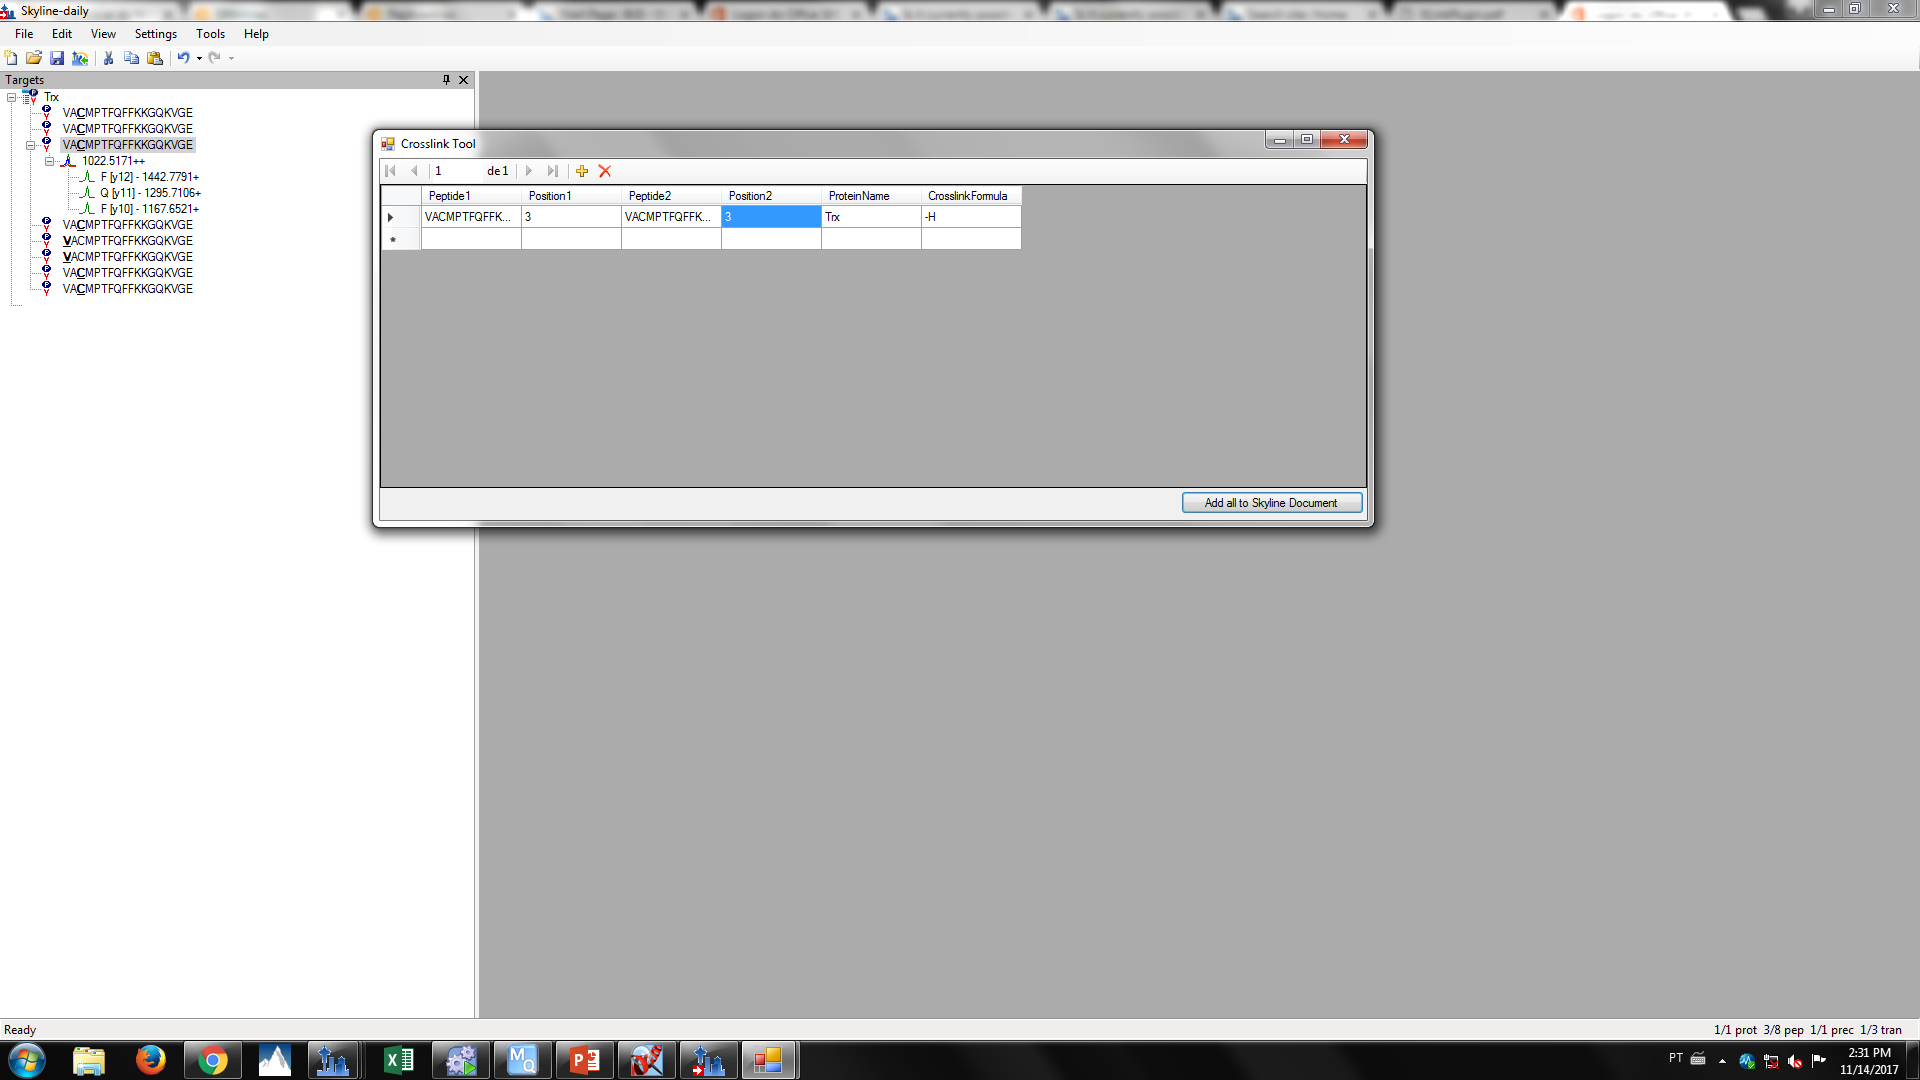 Skyline-daily
File Edit View Settings Tools Help
Targets
Trx
VACMPTFQFFKKGQKVGE
VACMPTFQFFKKGQKVGE
VACMPTFQFFKKGQKVGE
1022.5171++
F [y12] - 1442.7791+
Q [y11] - 1295.7106+
F [y10] - 1167.6521+
VACMPTFQFFKKGQKVGE
VACMPTFQFFKKGQKVGE
VACMPTFQFFKKGQKVGE
VACMPTFQFFKKGQKVGE
VACMPTFQFFKKGQKVGE
Crosslink Tool
1 de 1
Peptide1 Position1 Peptide2 Position2 ProteinName CrosslinkFormula
VACMPTFQFFK... 3 VACMPTFQFFK... 3 Trx -H
Add all to Skyline Document
Ready
1/1 prot 3/8 pep 1/1 prec 1/3 tran
PT
2:31 PM
11/14/2017